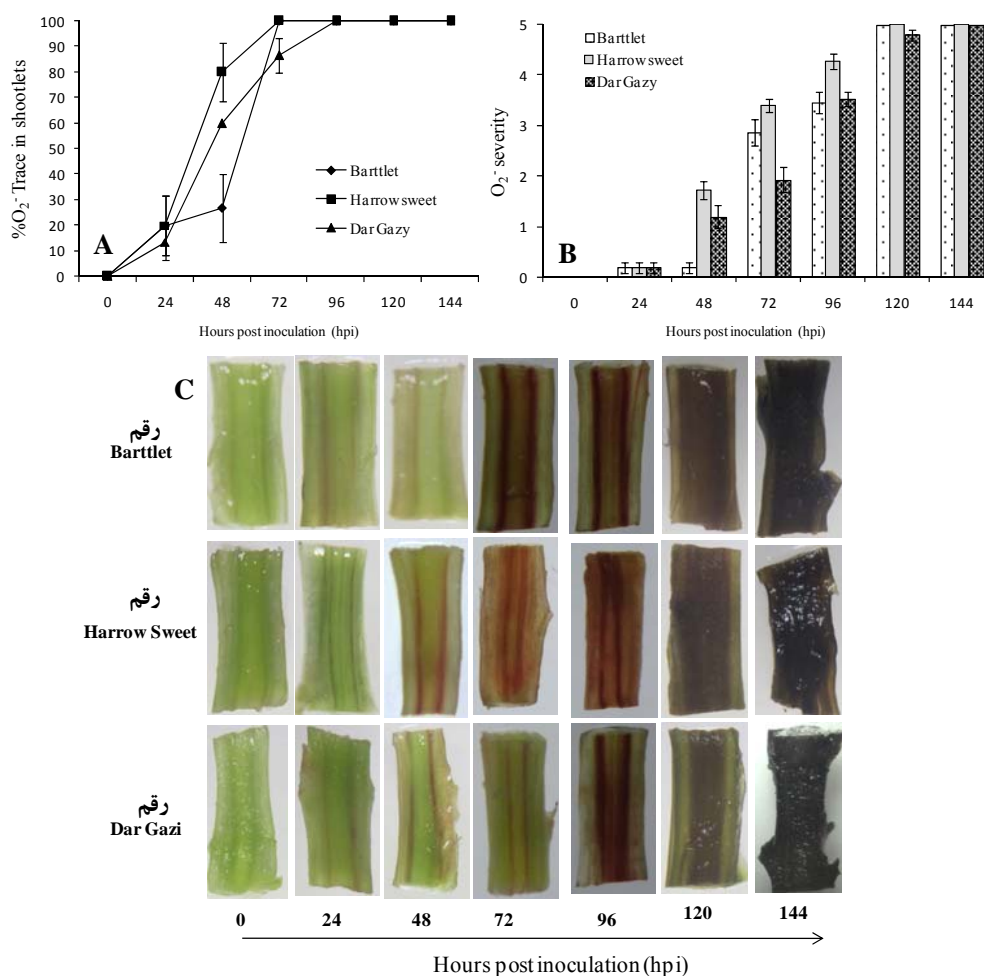 %O₂⁻ Trace in shootlets
100
90
80
70
60
50
40
30
20
10
0
A
Barttlet
Harrow sweet
Dar Gazy
0 24 48 72 96 120 144
Hours post inoculation (hpi)
O₂⁻ severity
5
4
3
2
1
0
B
Barttlet
Harrow sweet
Dar Gazy
0 24 48 72 96 120 144
Hours post inoculation (hpi)
C
رقم
Barttlet
رقم
Harrow Sweet
رقم
Dar Gazi
0 24 48 72 96 120 144
Hours post inoculation (hpi)